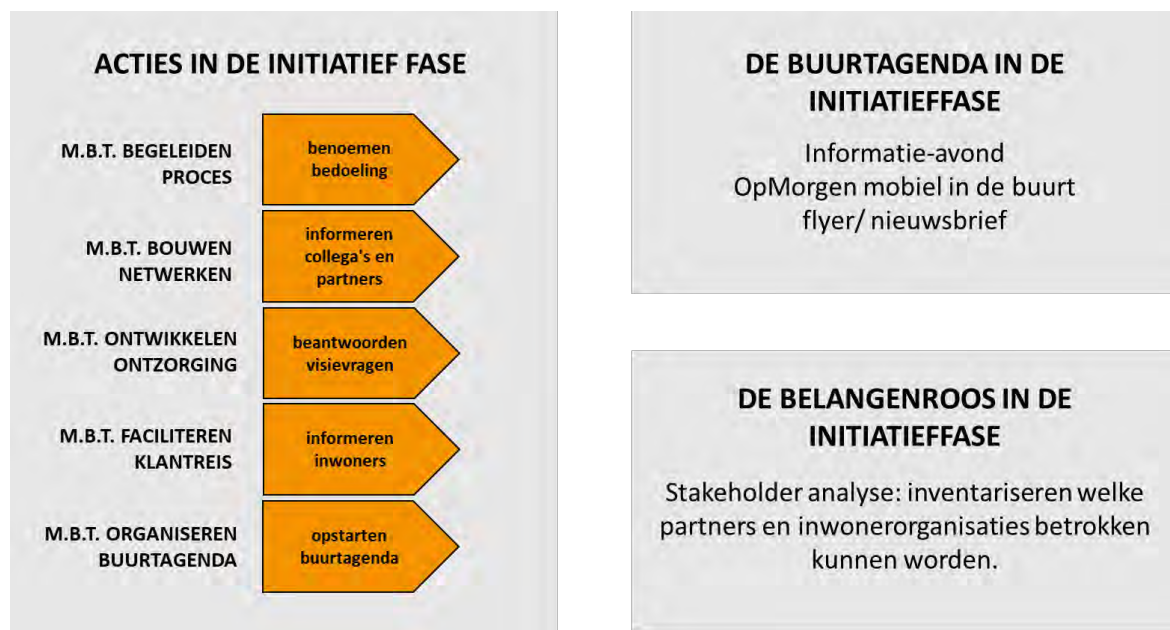 ACTIES IN DE INITIATIEF FASE
M.B.T. BEGELEIDEN
PROCES
benoemen
bedoeling
M.B.T. BOUWEN
NETWERKEN
informeren
collega's en
partners
M.B.T. ONTWIKKELEN
ONTZORGING
beantwoorden
visievragen
M.B.T. FACILITEREN
KLANTREIS
informeren
inwoners
M.B.T. ORGANISEREN
BUURTAGENDA
opstarten
buurtagenda
DE BUURTAGENDA IN DE
INITIATIEFFASE
Informatie-avond
OpMorgen mobiel in de buurt
flyer/ nieuwsbrief
DE BELANGENROOS IN DE
INITIATIEFFASE
Stakeholder analyse: inventariseren welke
partners en inwonerorganisaties betrokken
kunnen worden.